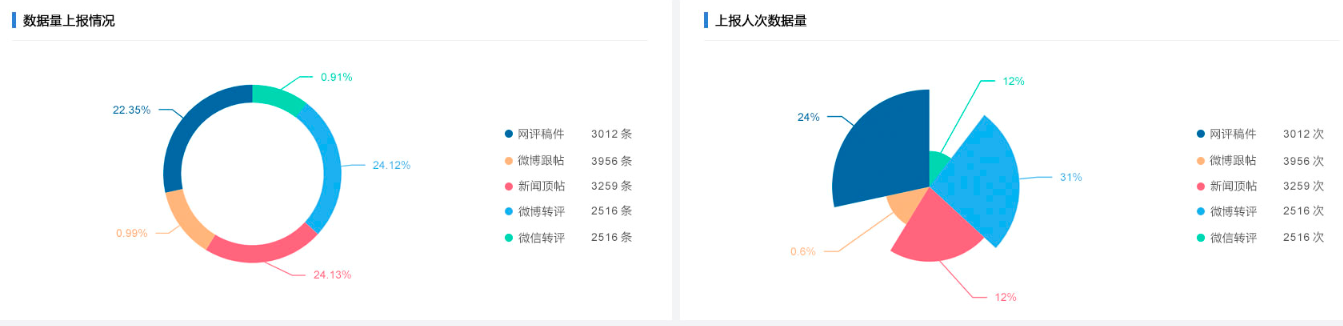 数据量上报情况
0.91%
22.35%
24.12%
0.99%
24.13%
网评稿件 3012 条
微博跟帖 3956 条
新闻顶帖 3259 条
微博转评 2516 条
微信转评 2516 条
上报人次数据量
12%
24%
31%
0.6%
12%
网评稿件 3012 次
微博跟帖 3956 次
新闻顶帖 3259 次
微博转评 2516 次
微信转评 2516 次